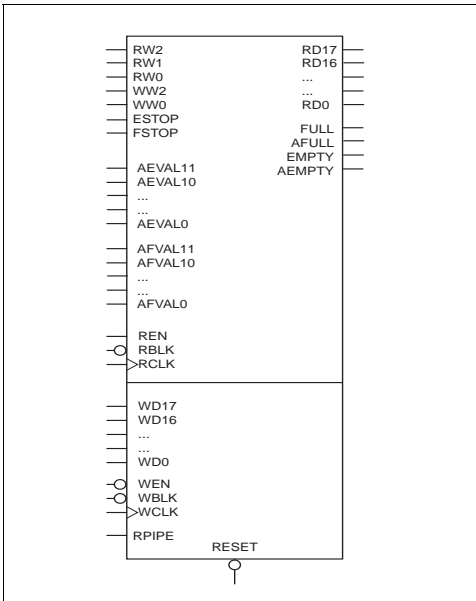 RW2
RW1
RW0
WW2
WW0
ESTOP
FSTOP
AEVAL11
AEVAL10
...
...
AEVAL0
AFVAL11
AFVAL10
...
...
AFVAL0
REN
RBLK
RCLK
RD17
RD16
...
...
RD0
FULL
AFULL
EMPTY
AEMPTY
WD17
WD16
...
...
WD0
WEN
WBLK
WCLK
RPIPE
RESET